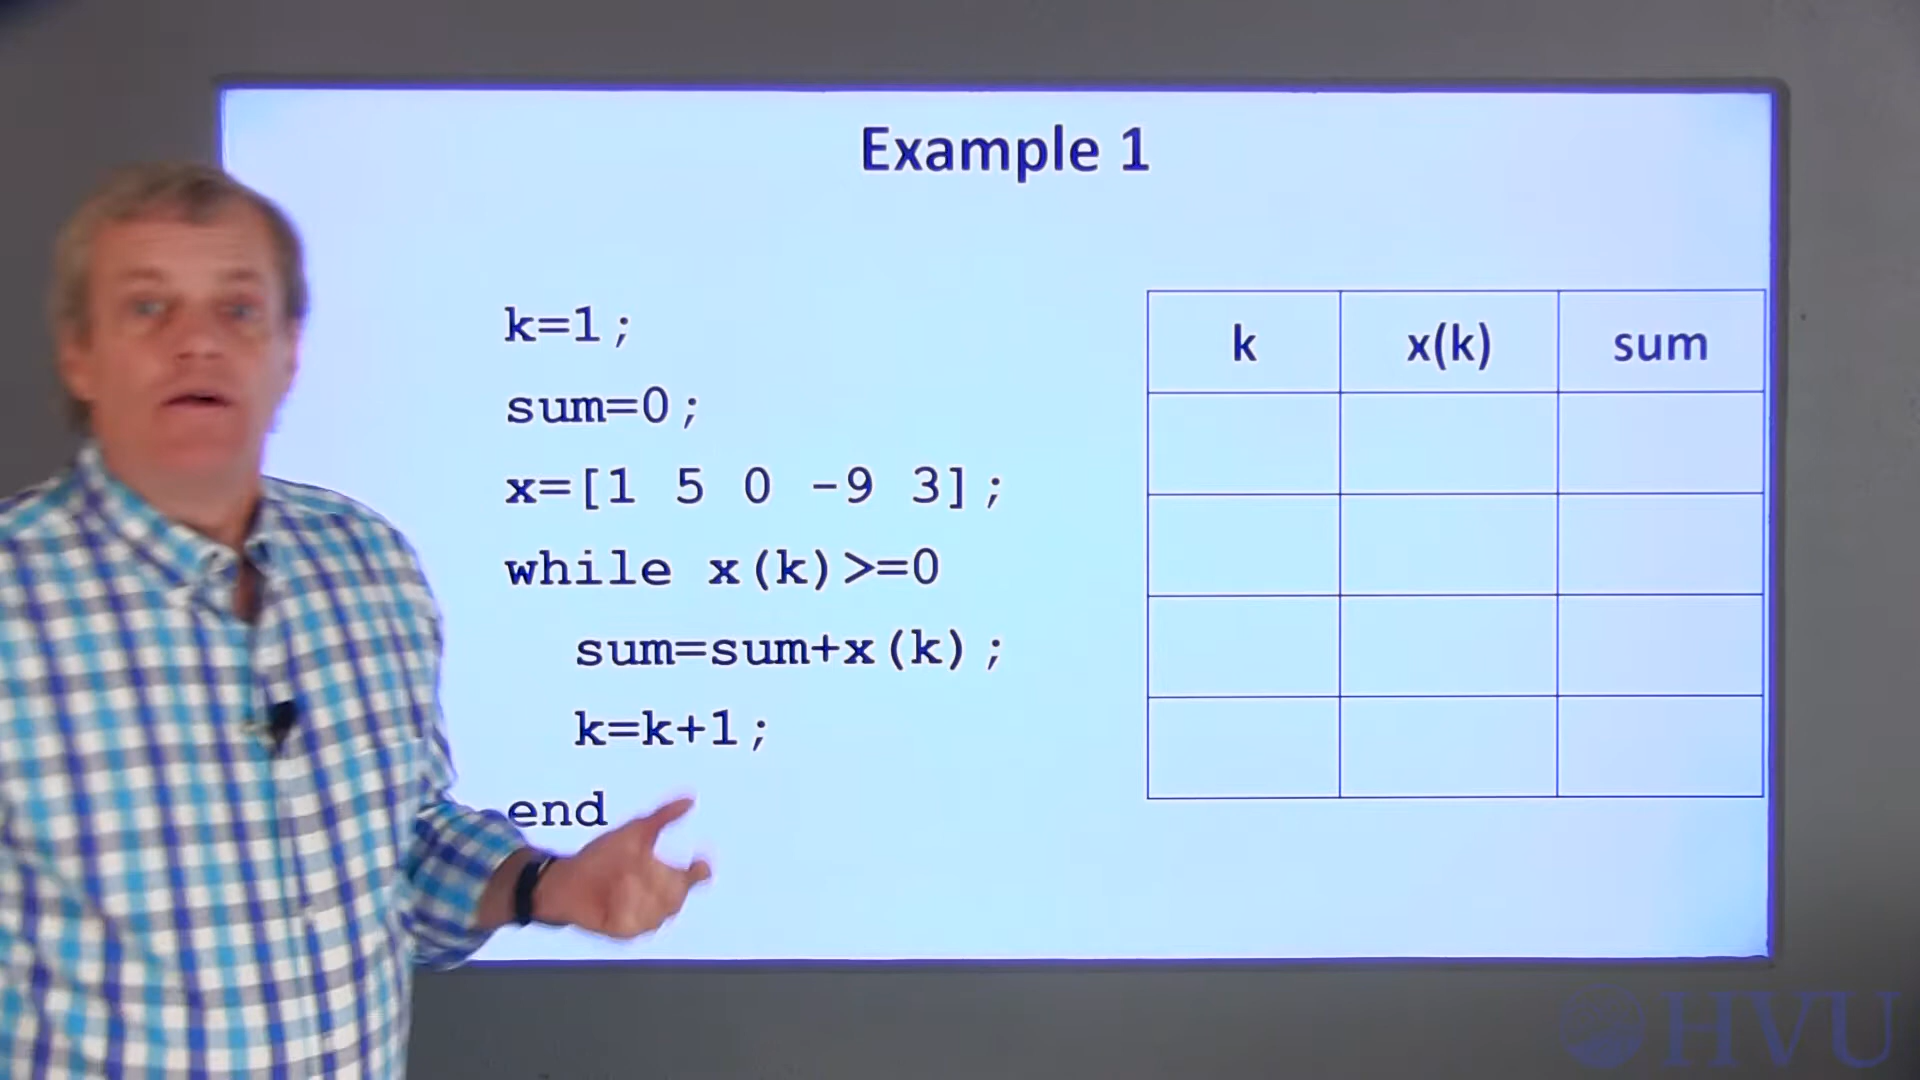 Example 1
k=1;
sum=0;
x=[1 5 0 -9 3];
while x(k)>=0
sum=sum+x(k);
k=k+1;
end
k x(k) sum
HVU